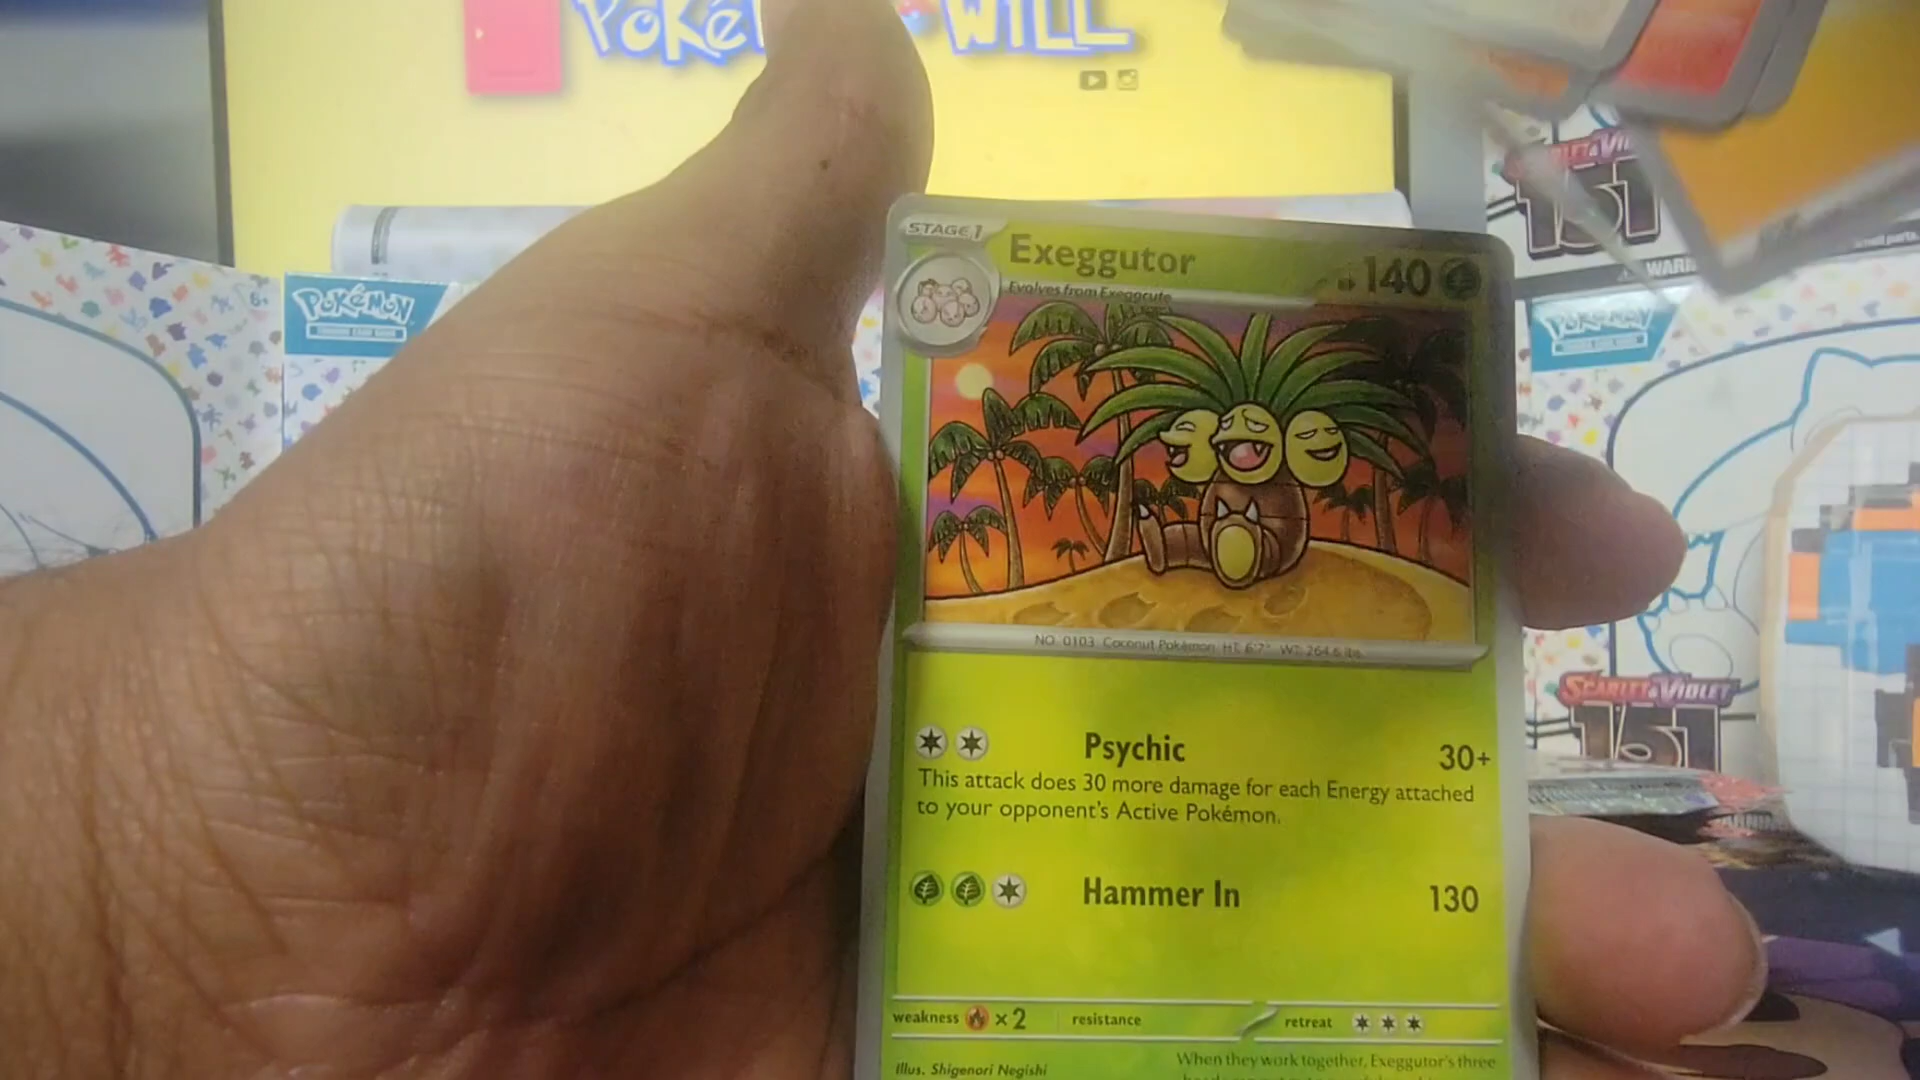 Poké
WILL
POKÉMON
STAGE 1
Exeggutor
140
Evolves from Exeggcute
NO. 0103 Coconut Pokémon HT: 6'7" WT: 264.6 lbs.
Psychic 30+
This attack does 30 more damage for each Energy attached
to your opponent's Active Pokémon.
Hammer In 130
weakness ×2 resistance retreat
Illus. Shigenori Negishi
When they work together, Exeggutor's three
151
WARN
POKÉMON
SCARLET & VIOLET
151